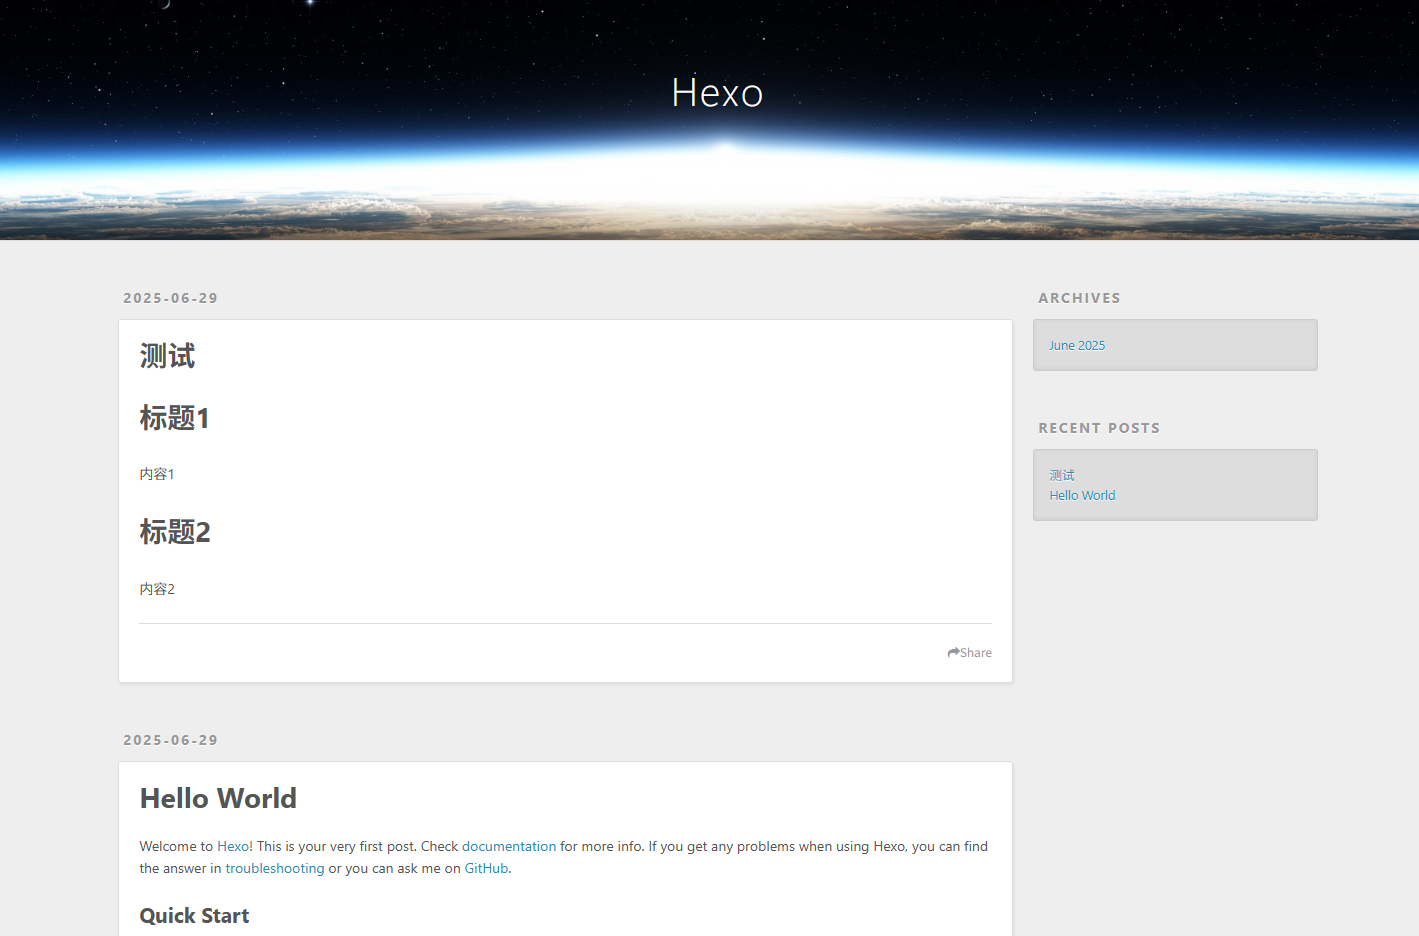 Hexo
2025-06-29
测试
标题1
内容1
标题2
内容2
Share
2025-06-29
Hello World
Welcome to Hexo! This is your very first post. Check documentation for more info. If you get any problems when using Hexo, you can find
the answer in troubleshooting or you can ask me on GitHub.
Quick Start
ARCHIVES
June 2025
RECENT POSTS
测试
Hello World